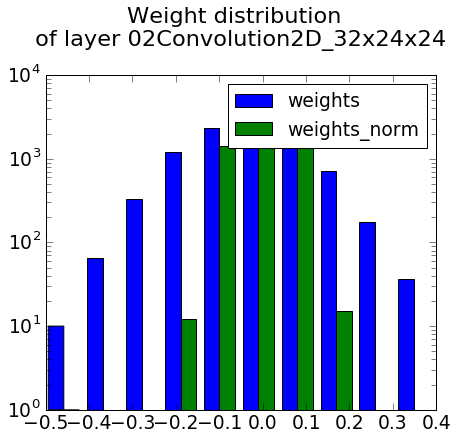 Weight distribution
of layer 02Convolution2D_32x24x24
10^4
weights
weights_norm
10^3
10^2
10^1
10^0
−0.5 −0.4 −0.3 −0.2 −0.1 0.0 0.1 0.2 0.3 0.4